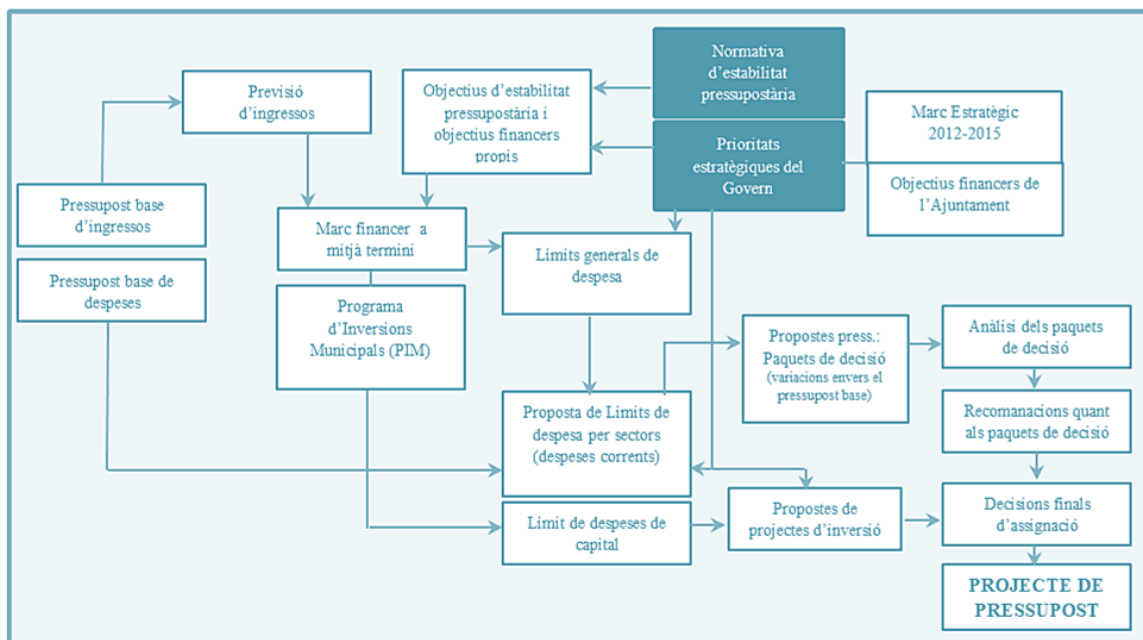 Normativa
d’estabilitat
pressupostària
Previsió
d’ingressos
Objectius d’estabilitat
pressupostària i
objectius financers
propis
Marc Estratègic
2012-2015
Prioritats
estratègiques del
Govern
Objectius financers de
l’Ajuntament
Pressupost base
d’ingressos
Marc financer a
mitjà termini
Limits generals de
despesa
Pressupost base de
despeses
Programa
d’Inversions
Municipals (PIM)
Propostes press.:
Paquets de decisió
(variacions envers el
pressupost base)
Anàlisi dels paquets
de decisió
Proposta de Limits de
despesa per sectors
(despeses corrents)
Recomanacions quant
als paquets de decisió
Limit de despeses de
capital
Propostes de
projectes d’inversió
Decisions finals
d’assignació
PROJECTE DE
PRESSUPOST